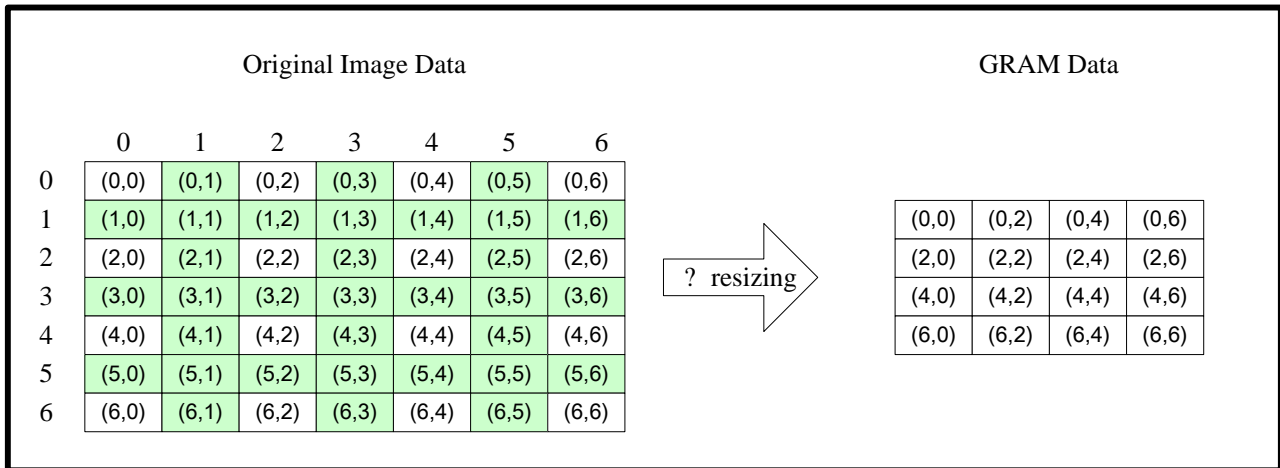 Original Image Data
GRAM Data
0 1 2 3 4 5 6
0 (0,0) (0,1) (0,2) (0,3) (0,4) (0,5) (0,6)
1 (1,0) (1,1) (1,2) (1,3) (1,4) (1,5) (1,6)
2 (2,0) (2,1) (2,2) (2,3) (2,4) (2,5) (2,6)
3 (3,0) (3,1) (3,2) (3,3) (3,4) (3,5) (3,6)
4 (4,0) (4,1) (4,2) (4,3) (4,4) (4,5) (4,6)
5 (5,0) (5,1) (5,2) (5,3) (5,4) (5,5) (5,6)
6 (6,0) (6,1) (6,2) (6,3) (6,4) (6,5) (6,6)
? resizing
(0,0) (0,2) (0,4) (0,6)
(2,0) (2,2) (2,4) (2,6)
(4,0) (4,2) (4,4) (4,6)
(6,0) (6,2) (6,4) (6,6)